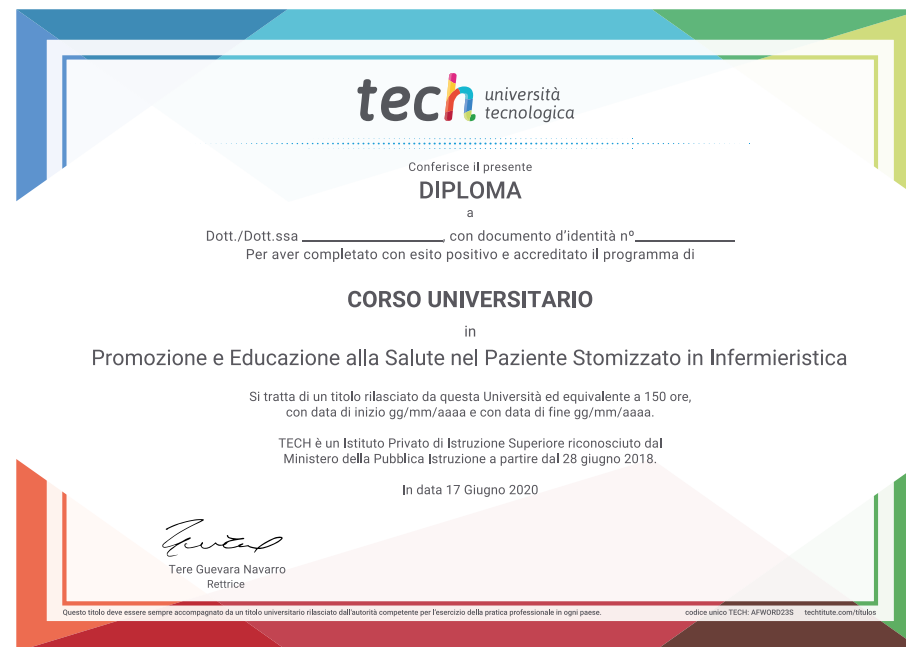 tech università
tecnologica
Conferisce il presente
DIPLOMA
a
Dott./Dott.ssa ____________________, con documento d'identità nº______________
Per aver completato con esito positivo e accreditato il programma di
CORSO UNIVERSITARIO
in
Promozione e Educazione alla Salute nel Paziente Stomizzato in Infermieristica
Si tratta di un titolo rilasciato da questa Università ed equivalente a 150 ore,
con data di inizio gg/mm/aaaa e con data di fine gg/mm/aaaa.
TECH è un Istituto Privato di Istruzione Superiore riconosciuto dal
Ministero della Pubblica Istruzione a partire dal 28 giugno 2018.
In data 17 Giugno 2020
Tere Guevara Navarro
Rettrice
Questo titolo deve essere sempre accompagnato da un titolo universitario rilasciato dall'autorità competente per l'esercizio della pratica professionale in ogni paese. codice unico TECH: AFWORD23S techtitute.com/titulos